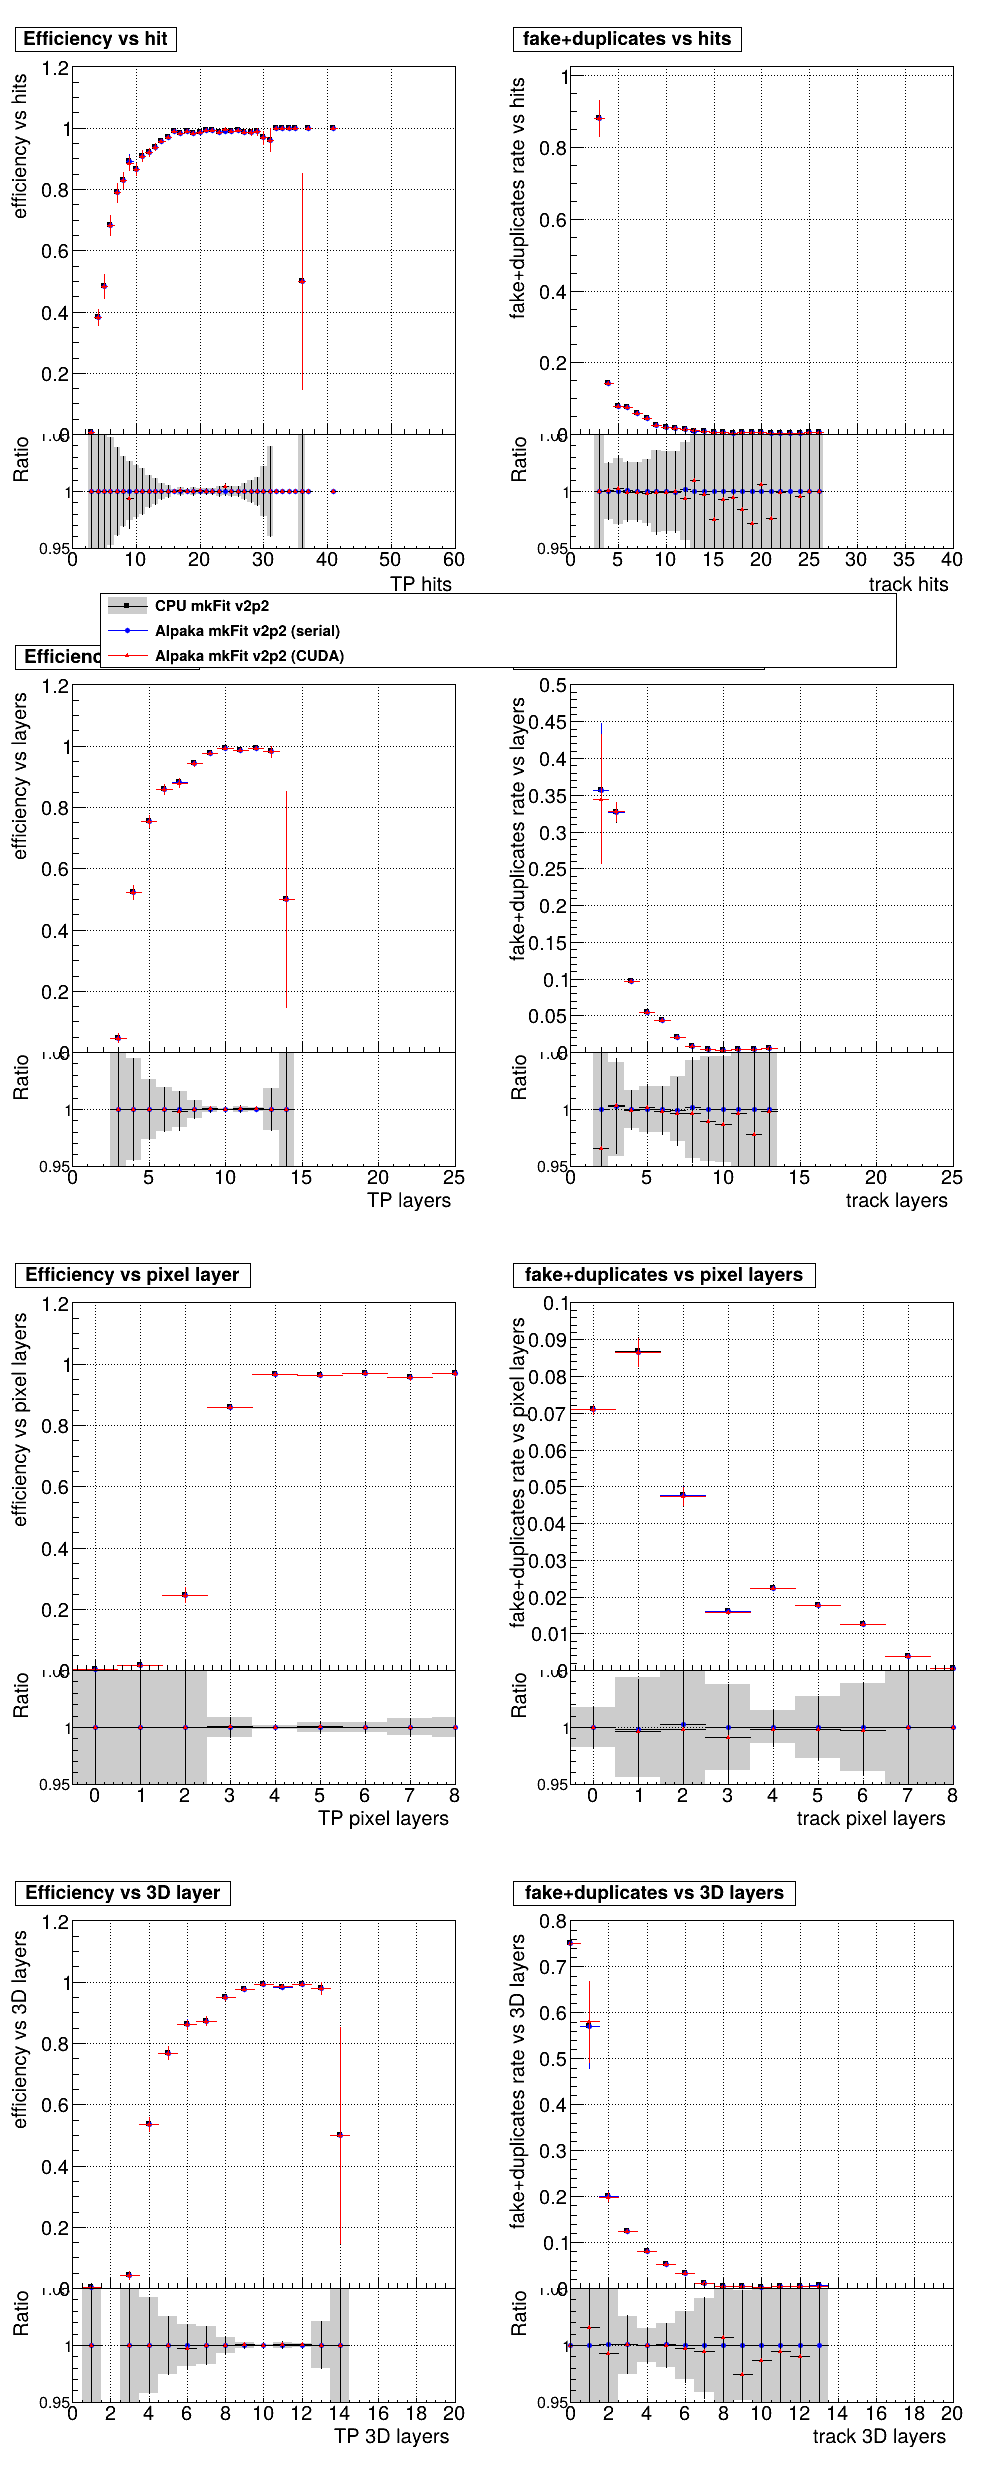 Efficiency vs hit
fake+duplicates vs hits
efficiency vs hits
1.2
1
0.8
0.6
0.4
0.2
0
Ratio
1
0.95
0 10 20 30 40 50 60
TP hits
fake+duplicates rate vs hits
1
0.8
0.6
0.4
0.2
0
Ratio
1
0.95
0 5 10 15 20 25 30 35 40
track hits
CPU mkFit v2p2
Alpaka mkFit v2p2 (serial)
Alpaka mkFit v2p2 (CUDA)
efficiency vs layers
1.2
1
0.8
0.6
0.4
0.2
0
Ratio
1
0.95
0 5 10 15 20 25
TP layers
fake+duplicates rate vs layers
0.5
0.45
0.4
0.35
0.3
0.25
0.2
0.15
0.1
0.05
0
Ratio
1
0.95
0 5 10 15 20 25
track layers
Efficiency vs pixel layer
fake+duplicates vs pixel layers
efficiency vs pixel layers
1.2
1
0.8
0.6
0.4
0.2
0
Ratio
1
0.95
0 1 2 3 4 5 6 7 8
TP pixel layers
fake+duplicates rate vs pixel layers
0.1
0.09
0.08
0.07
0.06
0.05
0.04
0.03
0.02
0.01
0
Ratio
1
0.95
0 1 2 3 4 5 6 7 8
track pixel layers
Efficiency vs 3D layer
fake+duplicates vs 3D layers
efficiency vs 3D layers
1.2
1
0.8
0.6
0.4
0.2
0
Ratio
1
0.95
0 2 4 6 8 10 12 14 16 18 20
TP 3D layers
fake+duplicates rate vs 3D layers
0.8
0.7
0.6
0.5
0.4
0.3
0.2
0.1
0
Ratio
1
0.95
0 2 4 6 8 10 12 14 16 18 20
track 3D layers